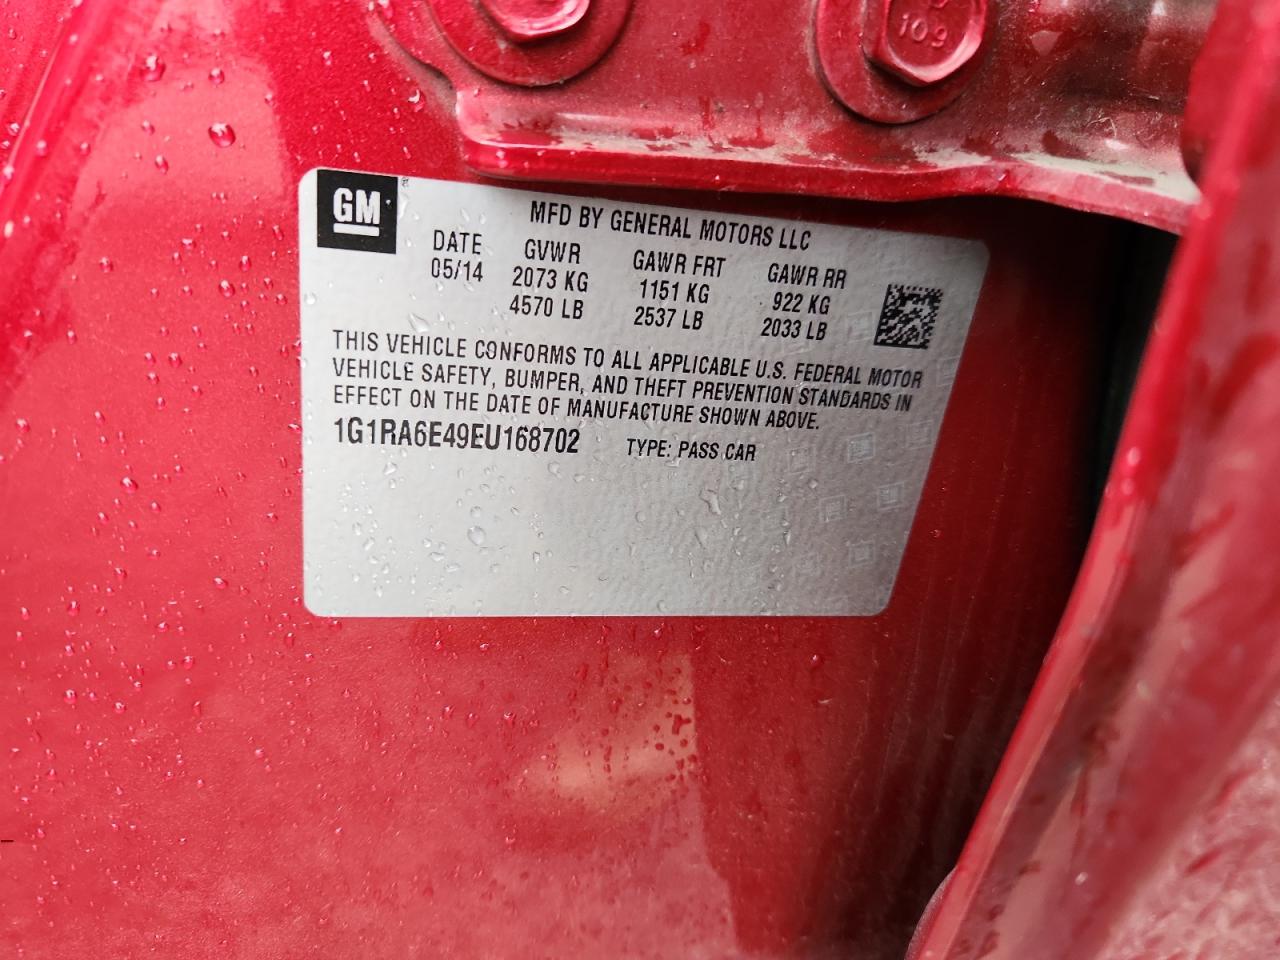 109
GM
MFD BY GENERAL MOTORS LLC
DATE GVWR GAWR FRT GAWR RR
05/14 2073 KG 1151 KG 922 KG
4570 LB 2537 LB 2033 LB
THIS VEHICLE CONFORMS TO ALL APPLICABLE U.S. FEDERAL MOTOR
VEHICLE SAFETY, BUMPER, AND THEFT PREVENTION STANDARDS IN
EFFECT ON THE DATE OF MANUFACTURE SHOWN ABOVE.
1G1RA6E49EU168702 TYPE: PASS CAR